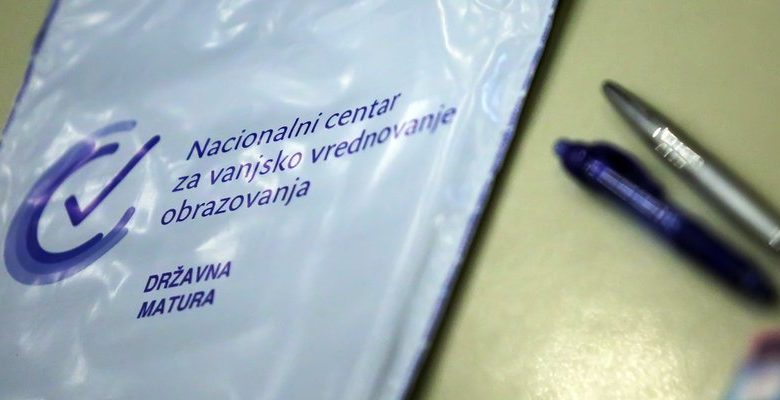 Nacionalni centar
za vanjsko vrednovanje
obrazovanja
DRŽAVNA
MATURA